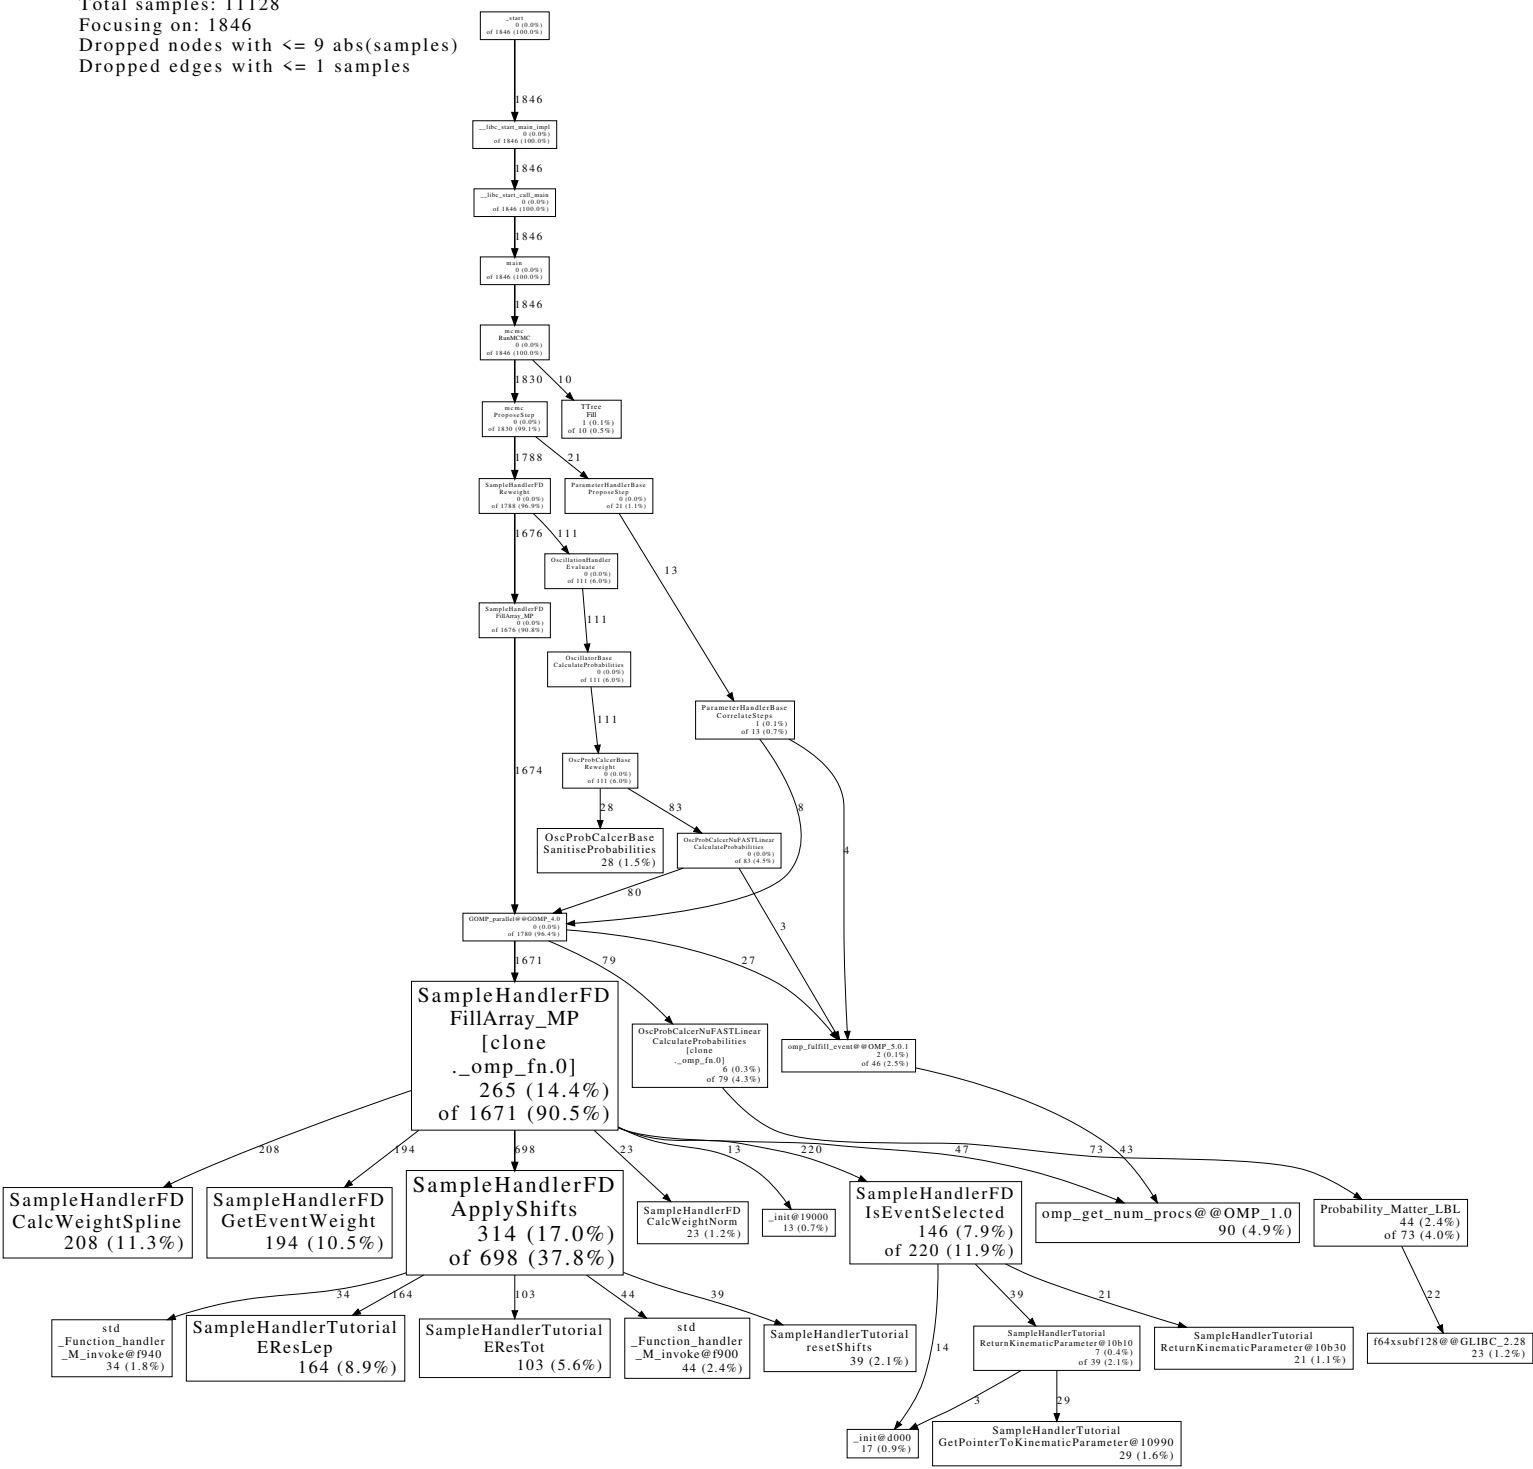 Total samples: 11128
Focusing on: 1846
Dropped nodes with <= 9 abs(samples)
Dropped edges with <= 1 samples
_start
0 (0.0%)
of 1846 (100.0%)
1846
__libc_start_main_impl
0 (0.0%)
of 1846 (100.0%)
1846
__libc_start_call_main
0 (0.0%)
of 1846 (100.0%)
1846
main
0 (0.0%)
of 1846 (100.0%)
1846
mcmc
RunMCMC
0 (0.0%)
of 1846 (100.0%)
1830
10
mcmc
ProposeStep
0 (0.0%)
of 1830 (99.1%)
TTree
Fill
1 (0.1%)
of 10 (0.5%)
1788
21
SampleHandlerFD
Reweight
0 (0.0%)
of 1788 (96.9%)
ParameterHandlerBase
ProposeStep
0 (0.0%)
of 21 (1.1%)
1676
111
13
OscillationHandler
Evaluate
0 (0.0%)
of 111 (6.0%)
SampleHandlerFD
FillArray_MP
0 (0.0%)
of 1676 (90.8%)
111
OscillatorBase
CalculateProbabilities
0 (0.0%)
of 111 (6.0%)
111
ParameterHandlerBase
CorrelateSteps
1 (0.1%)
of 13 (0.7%)
OscProbCalcerBase
Reweight
0 (0.0%)
of 111 (6.0%)
1674
28
83
8
4
OscProbCalcerBase
SanitiseProbabilities
28 (1.5%)
OscProbCalcerNuFASTLinear
CalculateProbabilities
0 (0.0%)
of 83 (4.5%)
80
3
GOMP_parallel@@GOMP_4.0
0 (0.0%)
of 1780 (96.4%)
1671
79
27
SampleHandlerFD
FillArray_MP
[clone
._omp_fn.0]
265 (14.4%)
of 1671 (90.5%)
OscProbCalcerNuFASTLinear
CalculateProbabilities
[clone
._omp_fn.0]
6 (0.3%)
of 79 (4.3%)
omp_fulfill_event@@OMP_5.0.1
2 (0.1%)
of 46 (2.5%)
208
194
698
23
13
220
47
73
43
SampleHandlerFD
CalcWeightSpline
208 (11.3%)
SampleHandlerFD
GetEventWeight
194 (10.5%)
SampleHandlerFD
ApplyShifts
314 (17.0%)
of 698 (37.8%)
SampleHandlerFD
CalcWeightNorm
23 (1.2%)
_init@19000
13 (0.7%)
SampleHandlerFD
IsEventSelected
146 (7.9%)
of 220 (11.9%)
omp_get_num_procs@@OMP_1.0
90 (4.9%)
Probability_Matter_LBL
44 (2.4%)
of 73 (4.0%)
34
164
103
44
39
14
39
21
22
std
_Function_handler
_M_invoke@f940
34 (1.8%)
SampleHandlerTutorial
EResLep
164 (8.9%)
SampleHandlerTutorial
EResTot
103 (5.6%)
std
_Function_handler
_M_invoke@f900
44 (2.4%)
SampleHandlerTutorial
resetShifts
39 (2.1%)
SampleHandlerTutorial
ReturnKinematicParameter@10b10
7 (0.4%)
of 39 (2.1%)
SampleHandlerTutorial
ReturnKinematicParameter@10b30
21 (1.1%)
f64xsubf128@@GLIBC_2.28
23 (1.2%)
3
29
_init@d000
17 (0.9%)
SampleHandlerTutorial
GetPointerToKinematicParameter@10990
29 (1.6%)